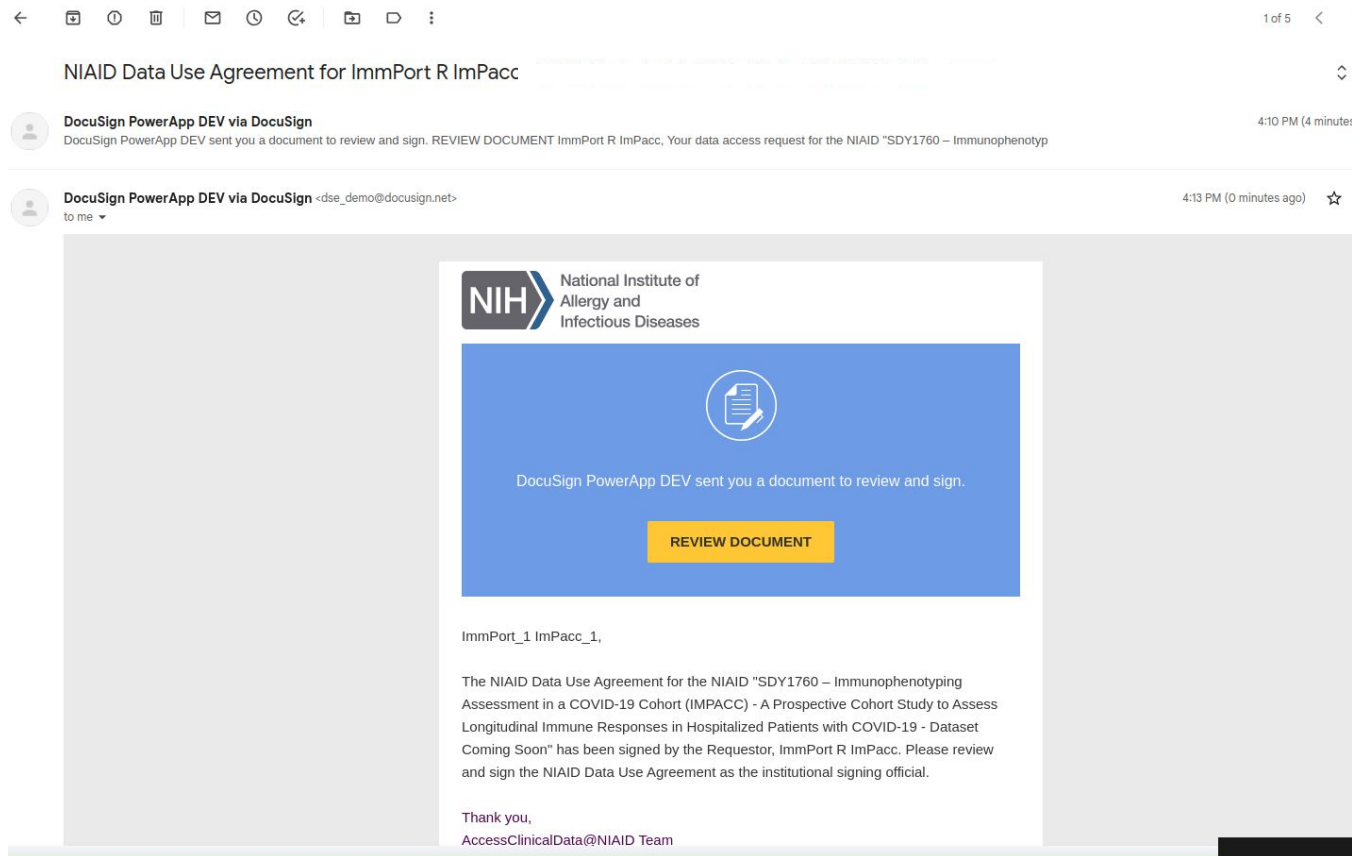 1 of 5
NIAID Data Use Agreement for ImmPort R ImPacc
DocuSign PowerApp DEV via DocuSign
4:10 PM (4 minutes
DocuSign PowerApp DEV sent you a document to review and sign. REVIEW DOCUMENT ImmPort R ImPacc, Your data access request for the NIAID "SDY1760 – Immunophenotyp
DocuSign PowerApp DEV via DocuSign <dse_demo@docusign.net>
4:13 PM (0 minutes ago)
to me
NIH
National Institute of
Allergy and
Infectious Diseases
DocuSign PowerApp DEV sent you a document to review and sign.
REVIEW DOCUMENT
ImmPort_1 ImPacc_1,
The NIAID Data Use Agreement for the NIAID "SDY1760 – Immunophenotyping
Assessment in a COVID-19 Cohort (IMPACC) - A Prospective Cohort Study to Assess
Longitudinal Immune Responses in Hospitalized Patients with COVID-19 - Dataset
Coming Soon" has been signed by the Requestor, ImmPort R ImPacc. Please review
and sign the NIAID Data Use Agreement as the institutional signing official.
Thank you,
AccessClinicalData@NIAID Team